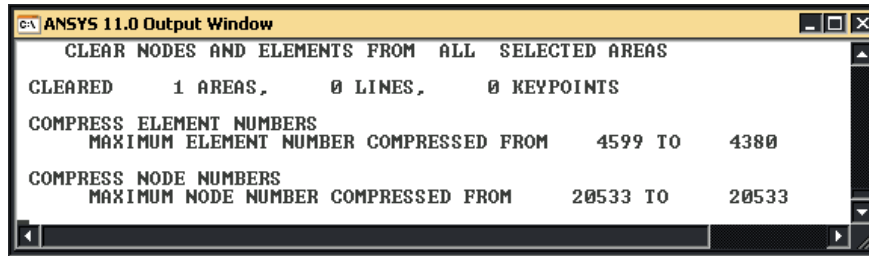 ANSYS 11.0 Output Window
CLEAR NODES AND ELEMENTS FROM ALL SELECTED AREAS
CLEARED 1 AREAS, 0 LINES, 0 KEYPOINTS
COMPRESS ELEMENT NUMBERS
MAXIMUM ELEMENT NUMBER COMPRESSED FROM 4599 TO 4380
COMPRESS NODE NUMBERS
MAXIMUM NODE NUMBER COMPRESSED FROM 20533 TO 20533